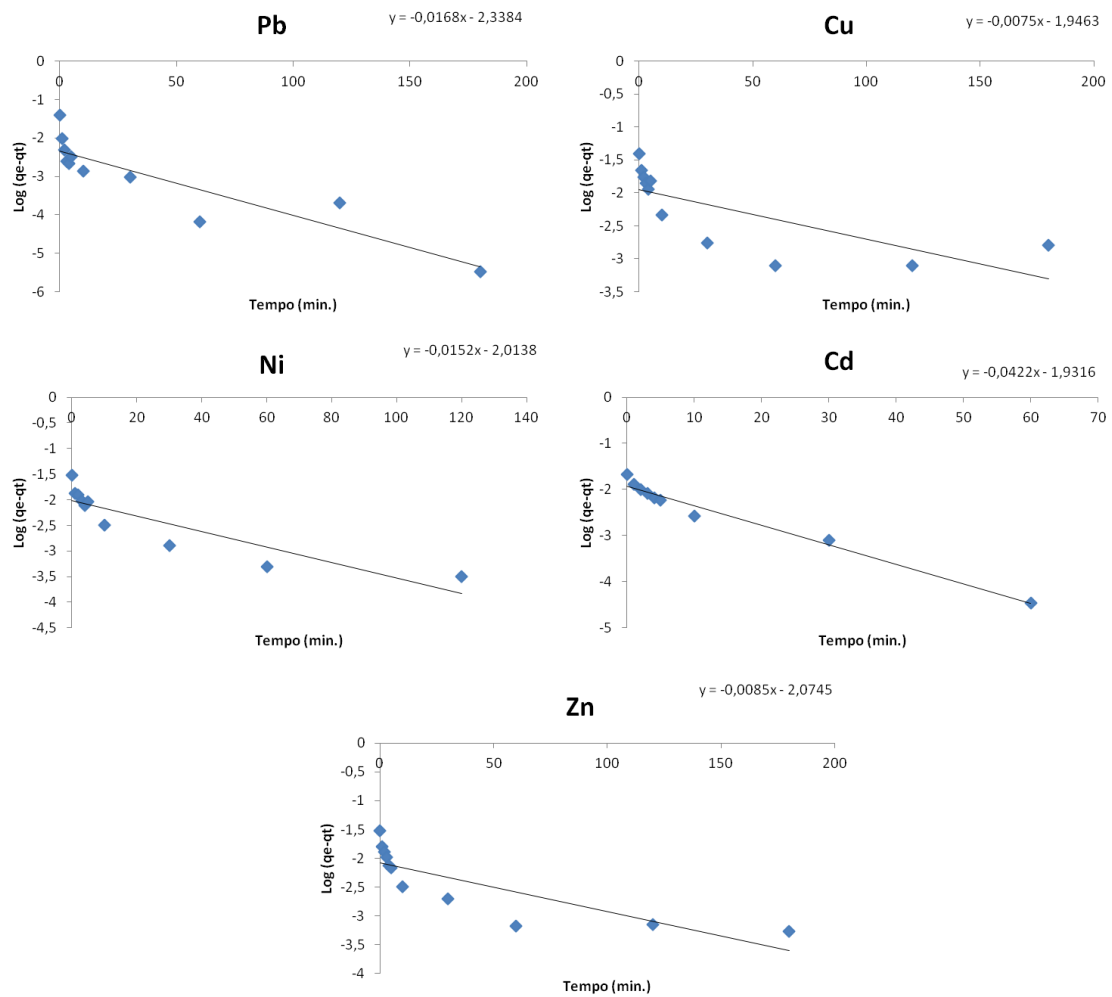 Pb
y = -0,0168x - 2,3384
0
0 50 100 150 200
-1
-2
-3
-4
-5
-6
Log (qe-qt)
Tempo (min.)
Cu
y = -0,0075x - 1,9463
0
0 50 100 150 200
-0,5
-1
-1,5
-2
-2,5
-3
-3,5
Log (qe-qt)
Tempo (min.)
Ni
y = -0,0152x - 2,0138
0
0 20 40 60 80 100 120 140
-0,5
-1
-1,5
-2
-2,5
-3
-3,5
-4
-4,5
Log (qe-qt)
Tempo (min.)
Cd
y = -0,0422x - 1,9316
0
0 10 20 30 40 50 60 70
-1
-2
-3
-4
-5
Log (qe-qt)
Tempo (min.)
Zn
y = -0,0085x - 2,0745
0
0 50 100 150 200
-0,5
-1
-1,5
-2
-2,5
-3
-3,5
-4
Log (qe-qt)
Tempo (min.)